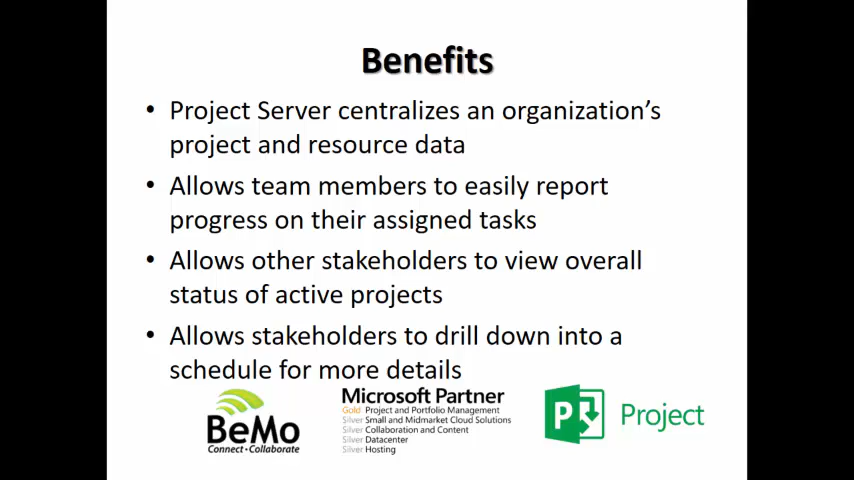 Benefits
• Project Server centralizes an organization's
project and resource data
• Allows team members to easily report
progress on their assigned tasks
• Allows other stakeholders to view overall
status of active projects
• Allows stakeholders to drill down into a
schedule for more details
BeMo
Connect•Collaborate
Microsoft Partner
Gold Project and Portfolio Management
Silver Small and Midmarket Cloud Solutions
Silver Collaboration and Content
Silver Datacenter
Silver Hosting
P
Project